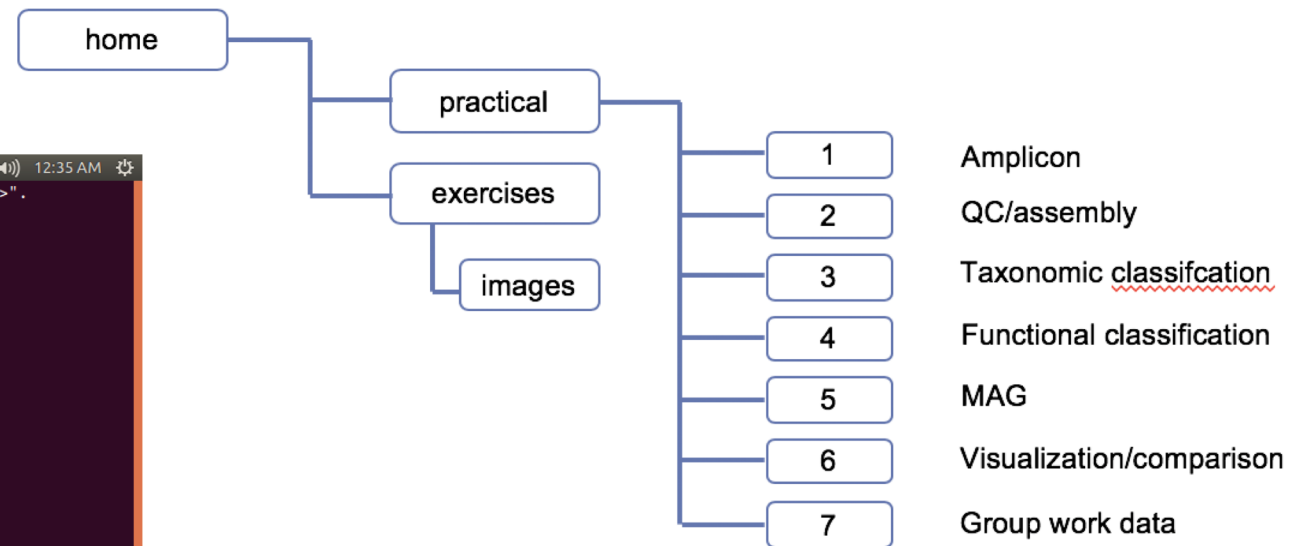 home
practical
exercises
images
12:35 AM
>".
1 Amplicon
2 QC/assembly
3 Taxonomic classifcation
4 Functional classification
5 MAG
6 Visualization/comparison
7 Group work data